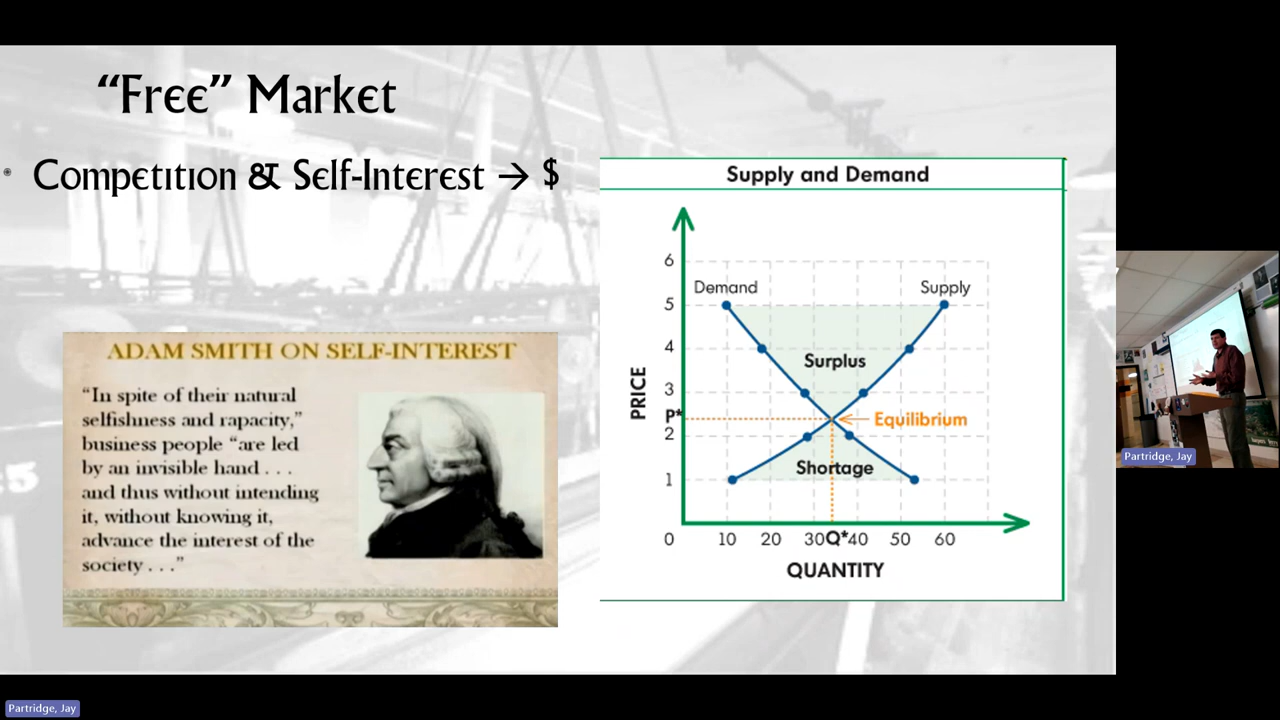 “Free” Market
Competition & Self-Interest → $
ADAM SMITH ON SELF-INTEREST
“In spite of their natural
selfishness and rapacity,”
business people “are led
by an invisible hand . . .
and thus without intending
it, without knowing it,
advance the interest of the
society . . .”
Supply and Demand
6
Demand
Supply
5
4
Surplus
3
PRICE
P*
Equilibrium
2
Shortage
1
0 10 20 30 Q* 40 50 60
QUANTITY
Partridge, Jay
Partridge, Jay